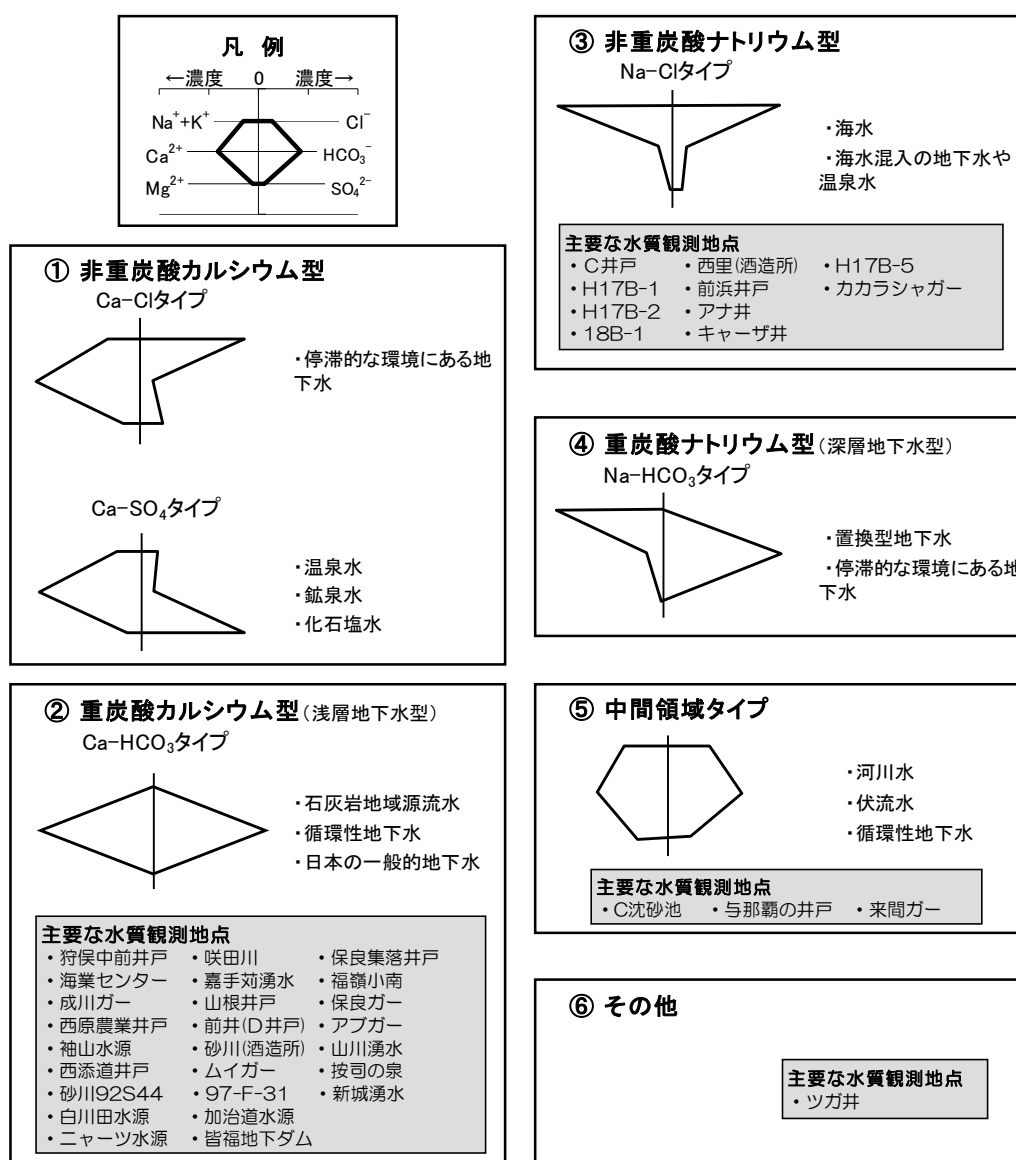 凡 例
←濃度 0 濃度→
Na⁺+K⁺ Cl⁻
Ca²⁺ HCO₃⁻
Mg²⁺ SO₄²⁻
① 非重炭酸カルシウム型
Ca-Clタイプ
・停滞的な環境にある地
下水
Ca-SO₄タイプ
・温泉水
・鉱泉水
・化石塩水
② 重炭酸カルシウム型(浅層地下水型)
Ca-HCO₃タイプ
・石灰岩地域源流水
・循環性地下水
・日本の一般的地下水
主要な水質観測地点
・狩俣中前井戸 ・咲田川 ・保良集落井戸
・海業センター ・嘉手苅湧水 ・福嶺小南
・成川ガー ・山根井戸 ・保良ガー
・西原農業井戸 ・前井(D井戸) ・アブガー
・袖山水源 ・砂川(酒造所) ・山川湧水
・西添道井戸 ・ムイガー ・按司の泉
・砂川92S44 ・97-F-31 ・新城湧水
・白川田水源 ・加治道水源
・ニャーツ水源 ・皆福地下ダム
③ 非重炭酸ナトリウム型
Na-Clタイプ
・海水
・海水混入の地下水や
温泉水
主要な水質観測地点
・C井戸 ・西里(酒造所) ・H17B-5
・H17B-1 ・前浜井戸 ・カカラシャガー
・H17B-2 ・アナ井
・18B-1 ・キャーザ井
④ 重炭酸ナトリウム型(深層地下水型)
Na-HCO₃タイプ
・置換型地下水
・停滞的な環境にある地
下水
⑤ 中間領域タイプ
・河川水
・伏流水
・循環性地下水
主要な水質観測地点
・C沈砂池 ・与那覇の井戸 ・来間ガー
⑥ その他
主要な水質観測地点
・ツガ井